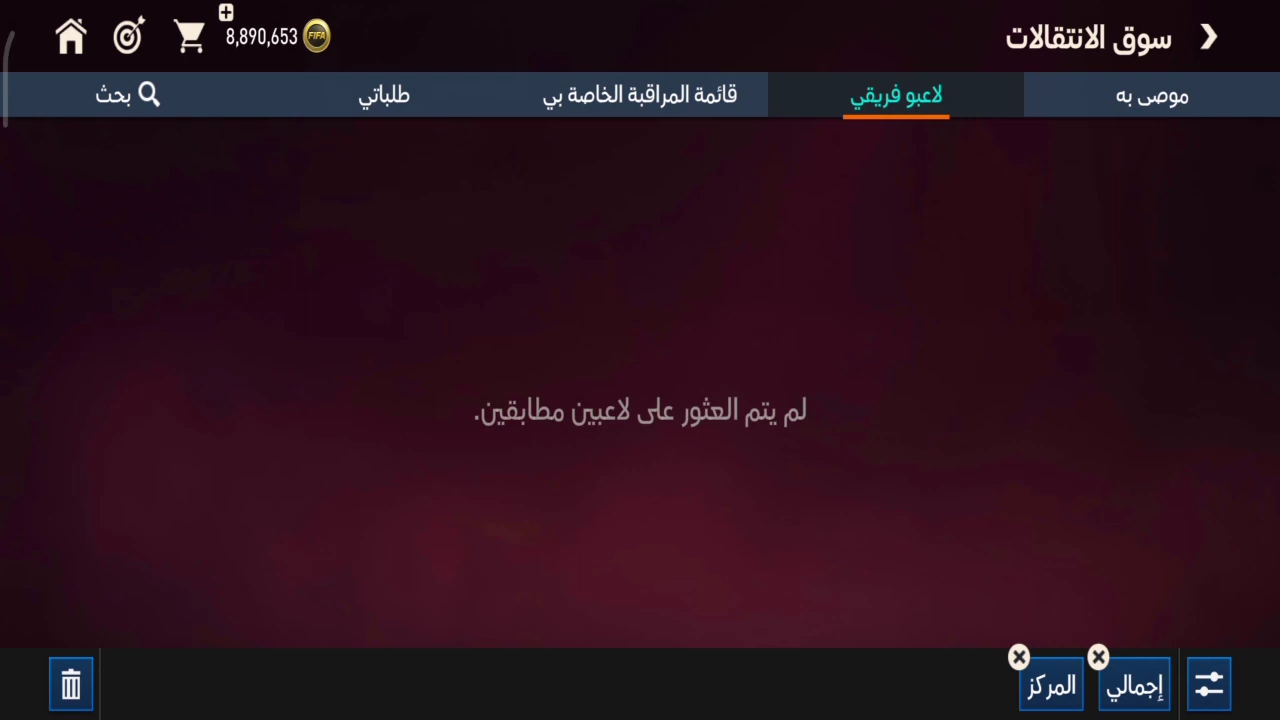 سوق الانتقالات
8,890,653
FIFA
موصى به
لاعبو فريقي
قائمة المراقبة الخاصة بي
طلباتي
بحث
لم يتم العثور على لاعبين مطابقين.
إجمالي
المركز